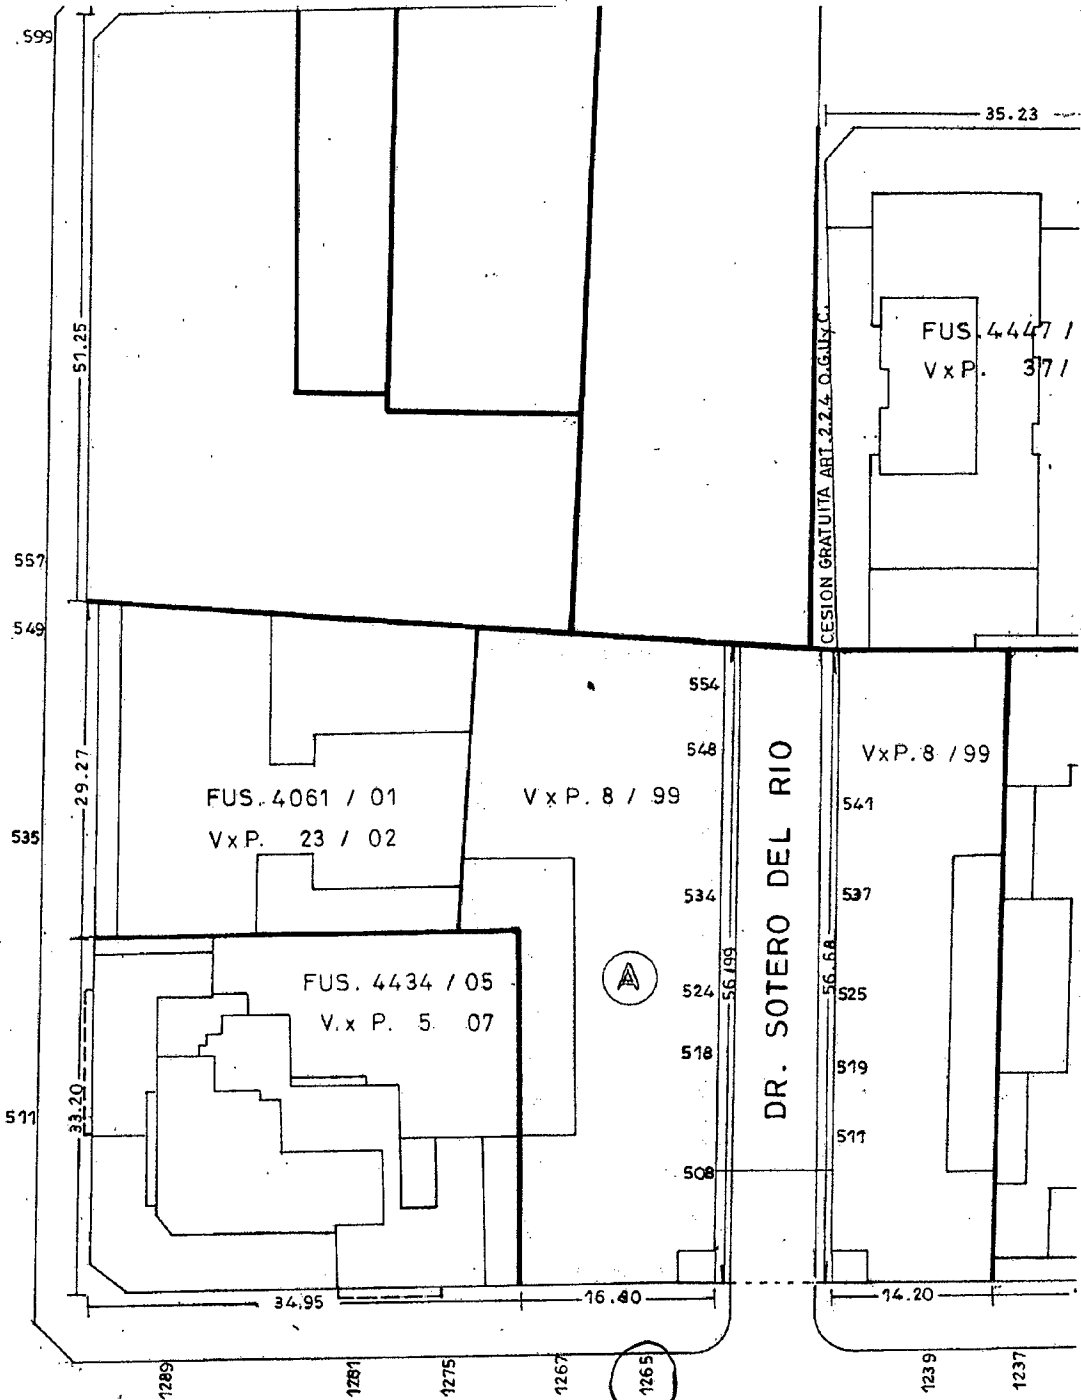 599
35.23
51.25
FUS. 4447 /
V x P. 37 /
CESION GRATUITA ART. 2.2.4 O.G.U.y C.
557
549
554
548
29.27
FUS. 4061 / 01
V x P. 23 / 02
V x P. 8 / 99
DR. SOTERO DEL RIO
V x P. 8 / 99
541
535
534
537
FUS. 4434 / 05
V. x P. 5 07
A
524
56.99
56.68
525
518
519
33.20
511
511
508
34.95
16.40
14.20
1289
1281
1275
1267
1265
1239
1237